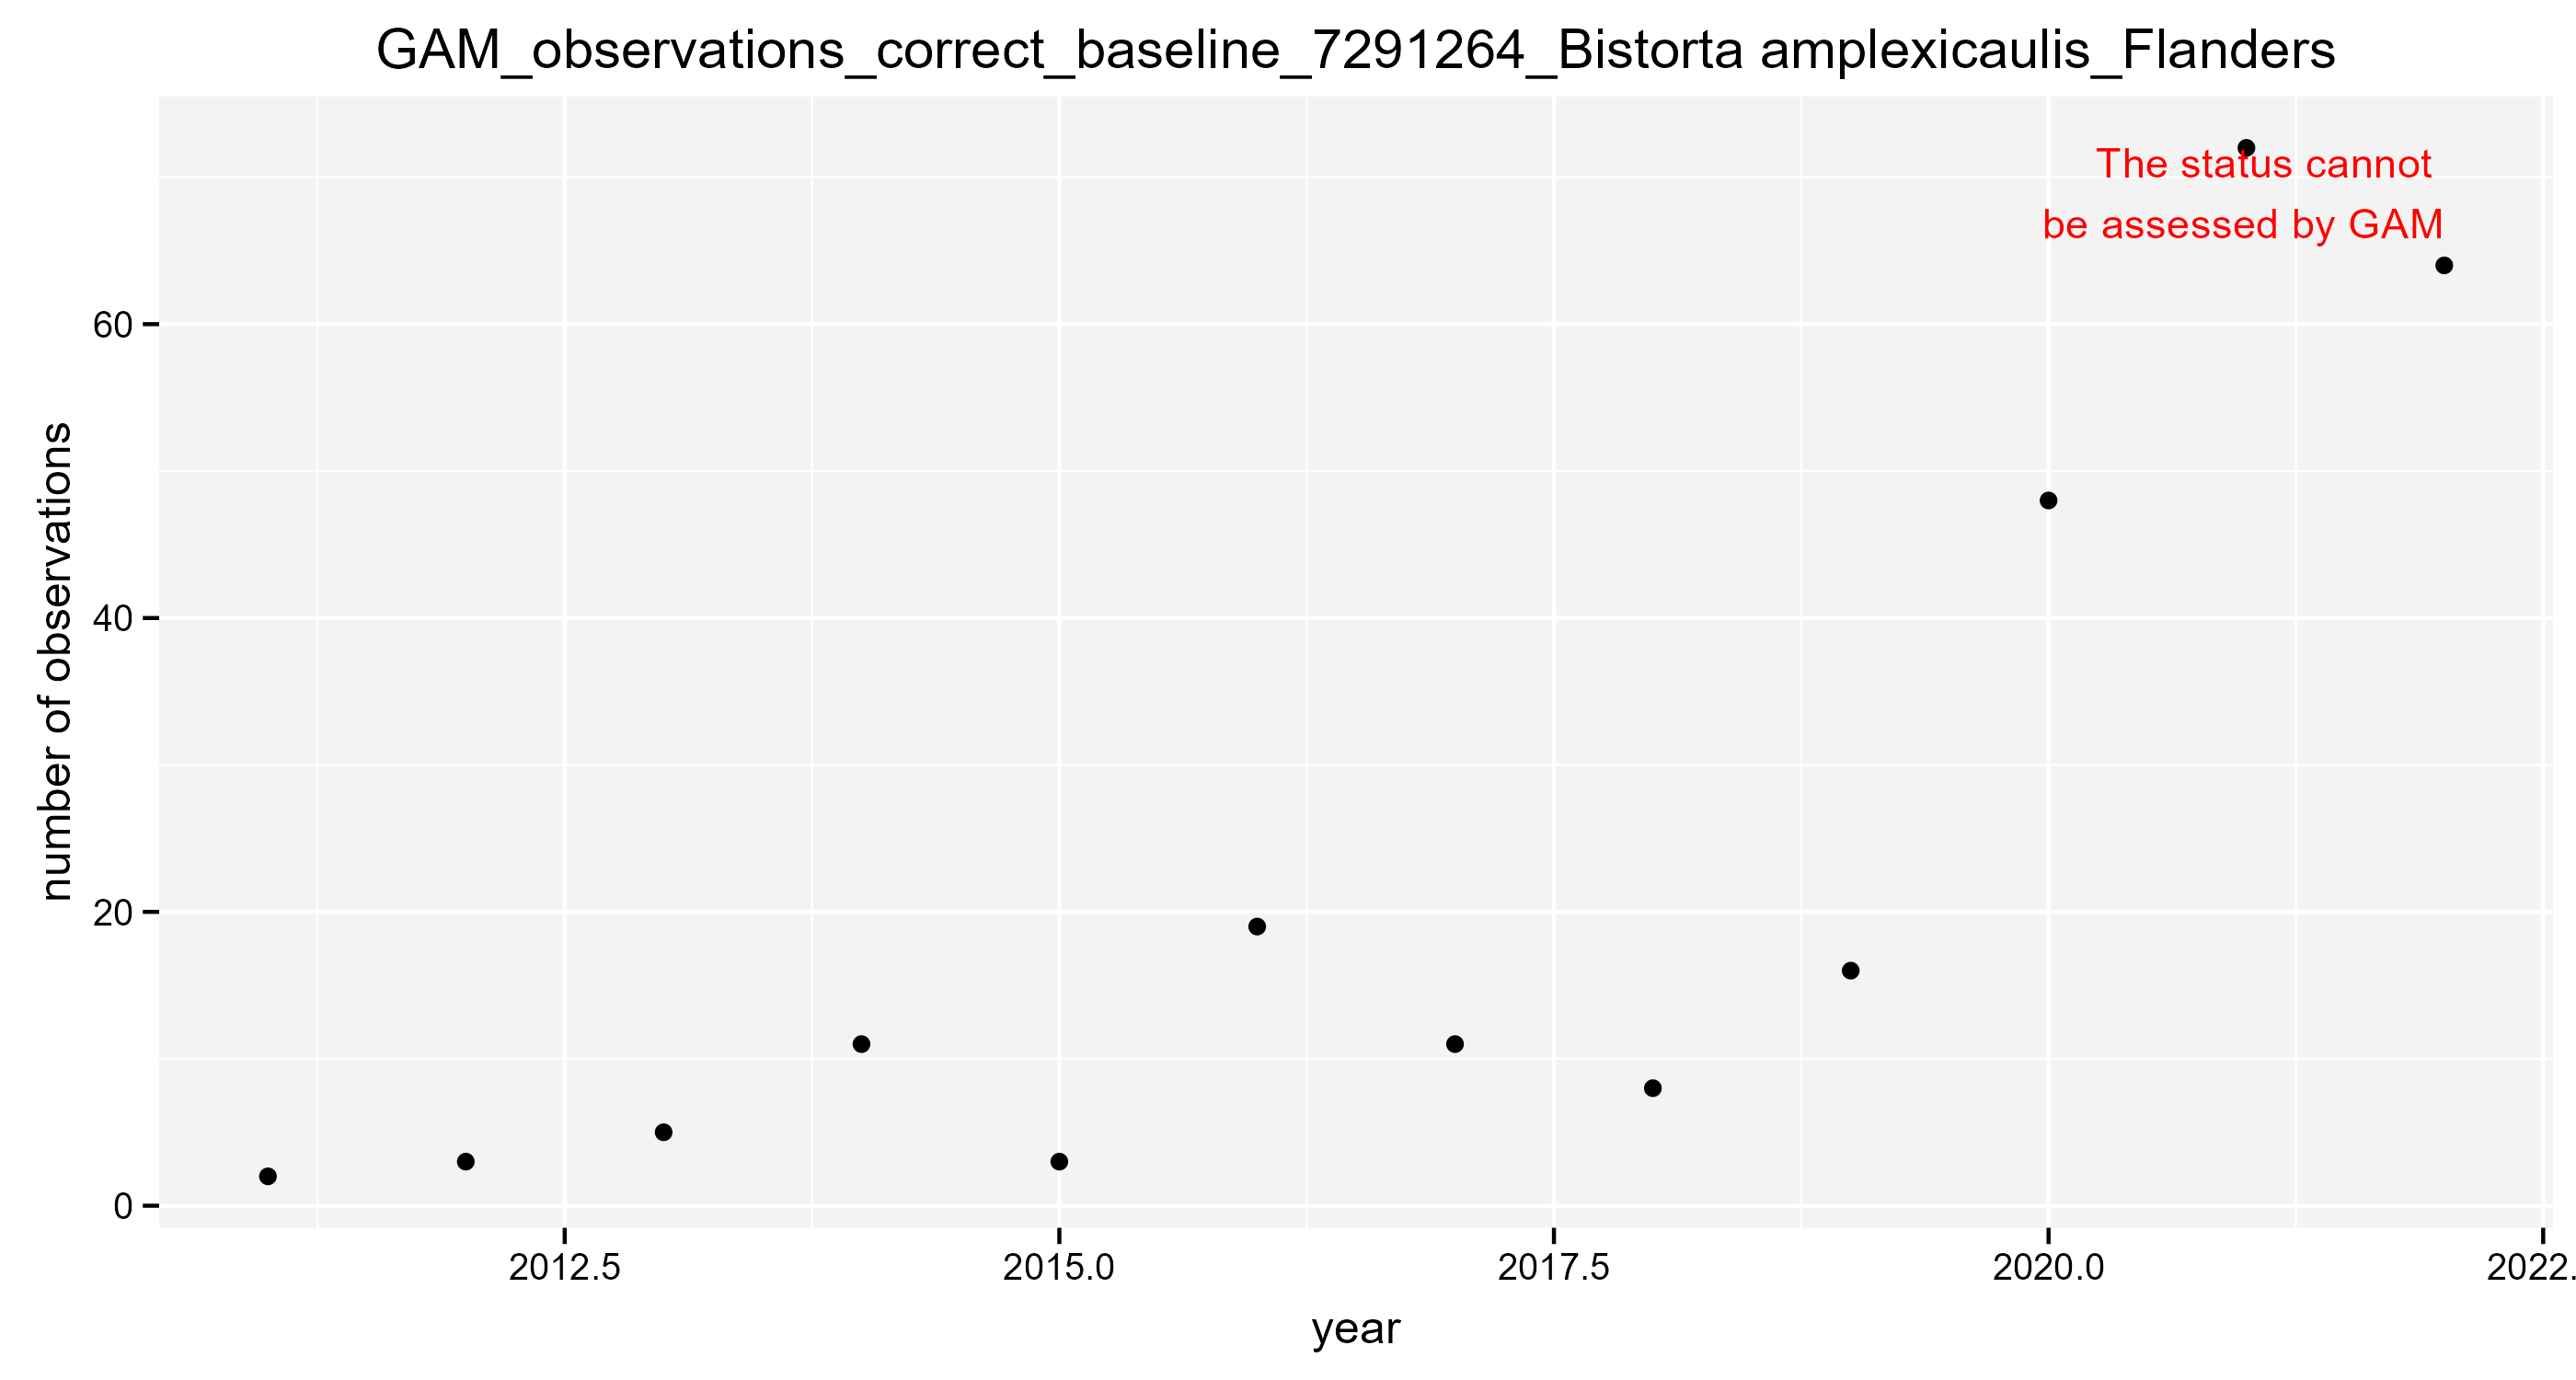 GAM_observations_correct_baseline_7291264_Bistorta amplexicaulis_Flanders
The status cannot
be assessed by GAM
60
40
20
0
number of observations
2012.5
2015.0
2017.5
2020.0
2022.
year